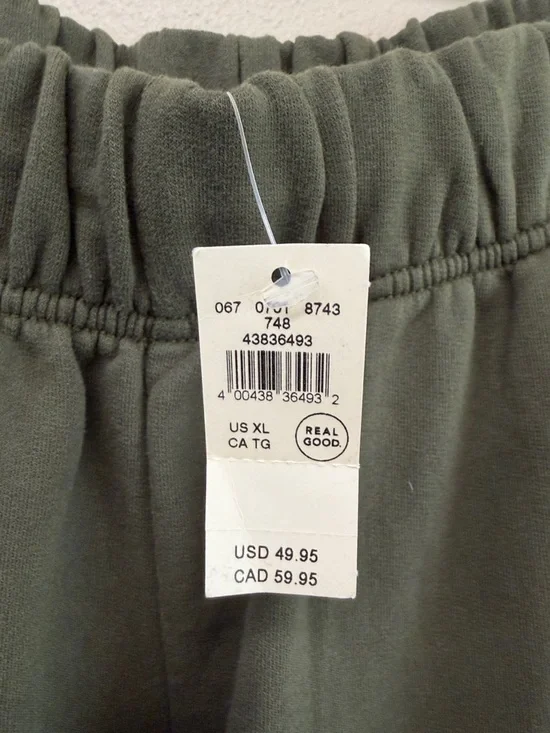 067 8743
748
43836493
4 00438 36493 2
US XL
CA TG
REAL
GOOD.
USD 49.95
CAD 59.95